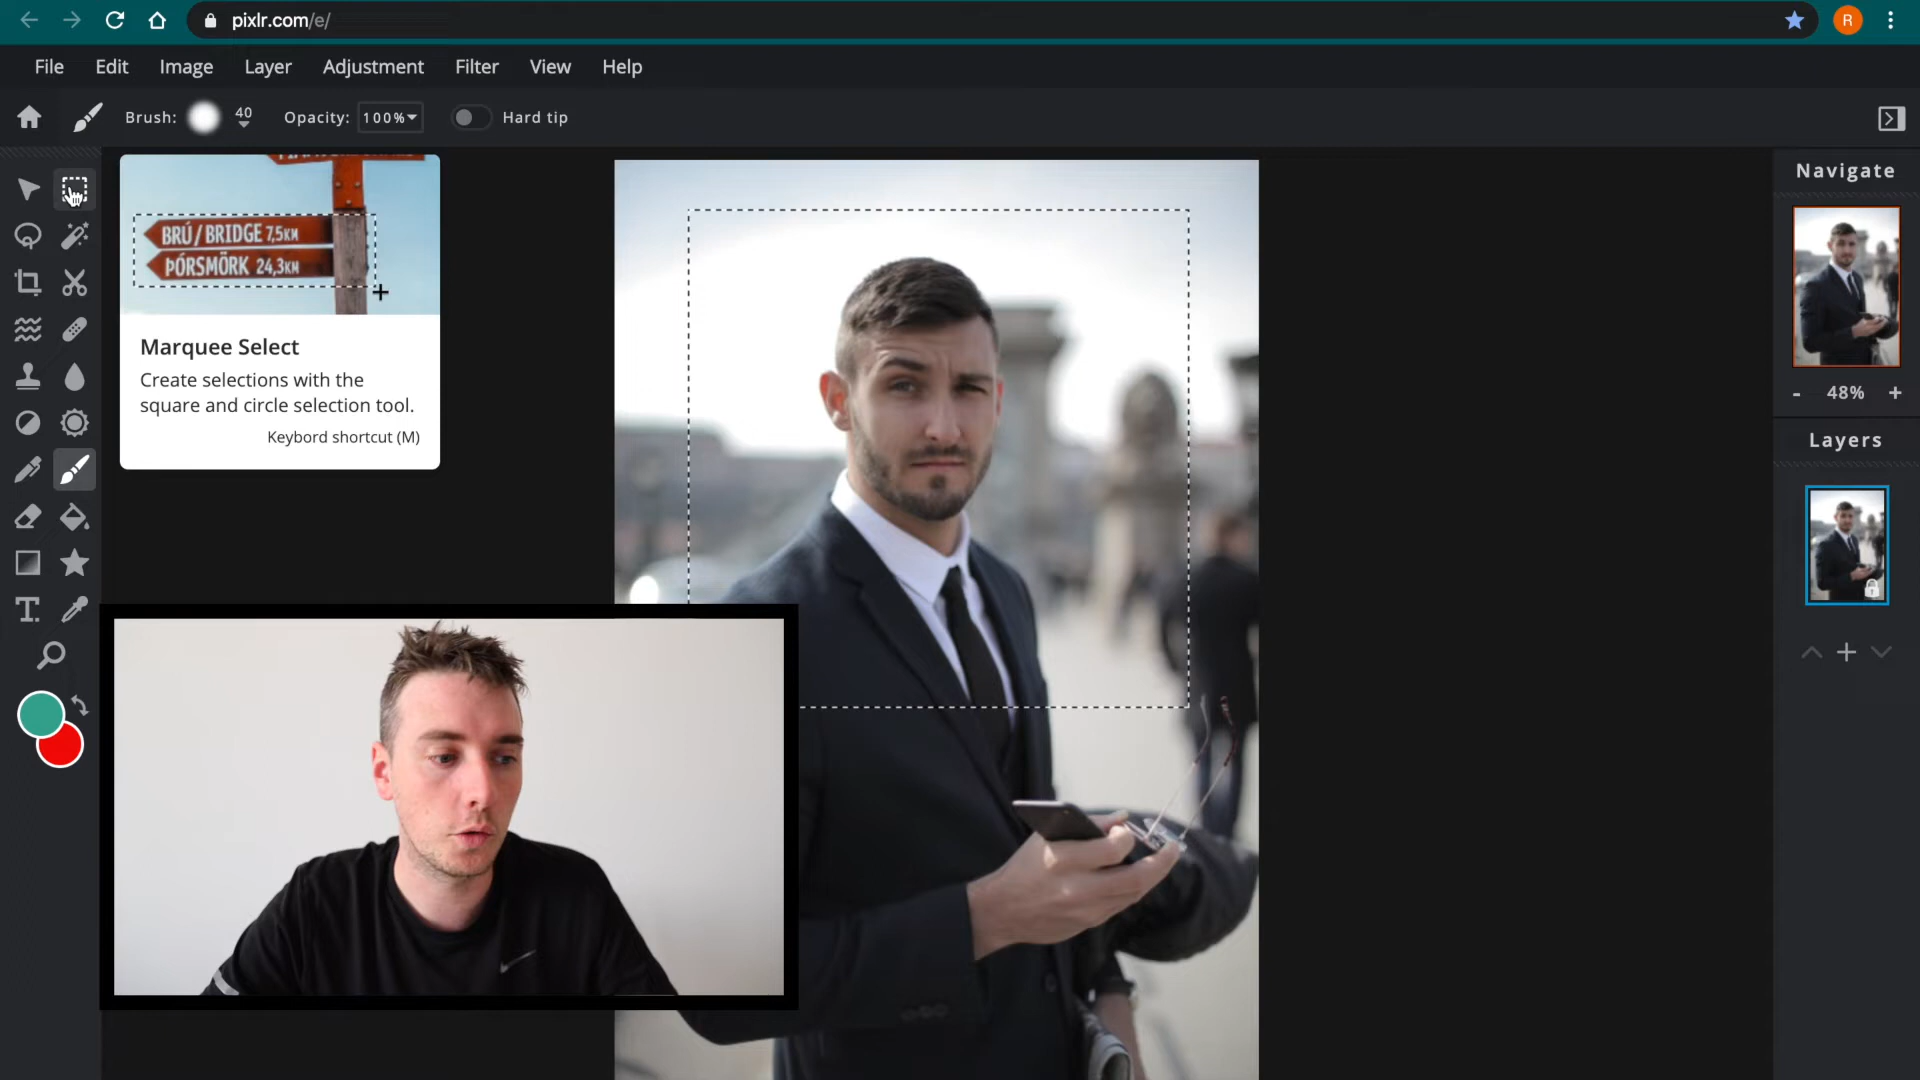 pixlr.com/e/
R
File Edit Image Layer Adjustment Filter View Help
Brush: 40 Opacity: 100% Hard tip
BRÚ/BRIDGE 7,5KM
ÞÓRSMÖRK 24,3KM
Marquee Select
Create selections with the
square and circle selection tool.
Keybord shortcut (M)
Navigate
- 48% +
Layers